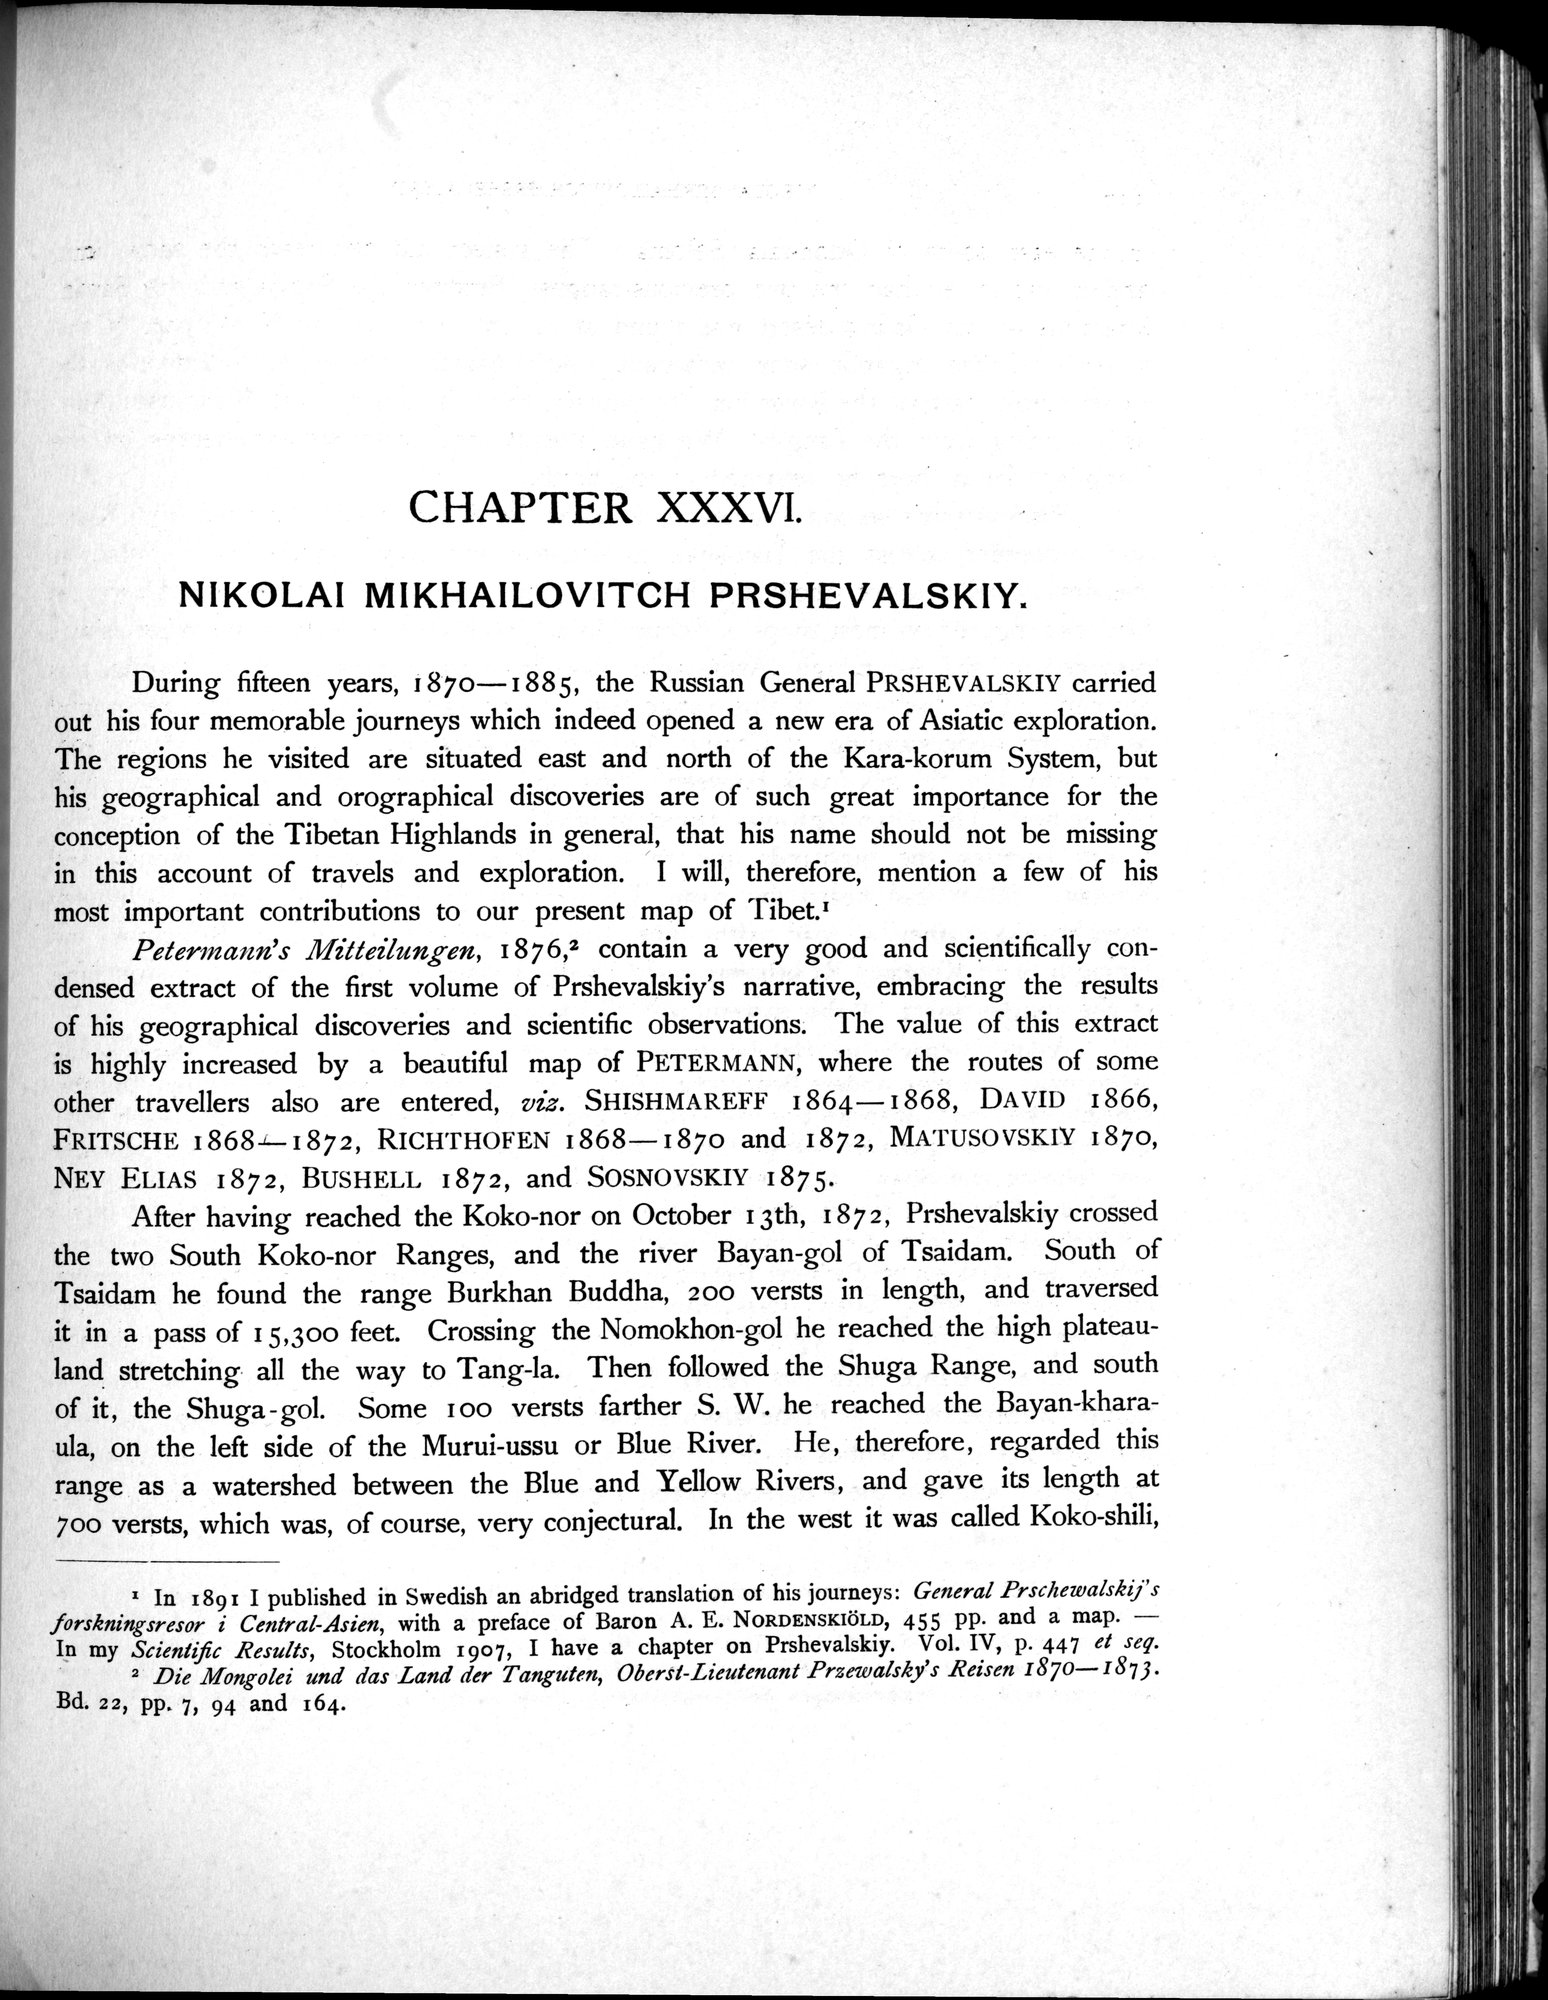 CHAPTER XXXVI.
NIKOLAI MIKHAILOVITCH PRSHEVALSKIY.
During fifteen years, 1870—1885, the Russian General PRSHEVALSKIY carried
out his four memorable journeys which indeed opened a new era of Asiatic exploration.
The regions he visited are situated east and north of the Kara-korum System, but
his geographical and orographical discoveries are of such great importance for the
conception of the Tibetan Highlands in general, that his name should not be missing
in this account of travels and exploration. I will, therefore, mention a few of his
most important contributions to our present map of Tibet.¹
Petermann's Mitteilungen, 1876,² contain a very good and scientifically con-
densed extract of the first volume of Prshevalskiy's narrative, embracing the results
of his geographical discoveries and scientific observations. The value of this extract
is highly increased by a beautiful map of PETERMANN, where the routes of some
other travellers also are entered, viz. SHISHMAREFF 1864—1868, DAVID 1866,
FRITSCHE 1868—1872, RICHTHOFEN 1868—1870 and 1872, MATUSOVSKIY 1870,
NEY ELIAS 1872, BUSHELL 1872, and SOSNOVSKIY 1875.
After having reached the Koko-nor on October 13th, 1872, Prshevalskiy crossed
the two South Koko-nor Ranges, and the river Bayan-gol of Tsaidam. South of
Tsaidam he found the range Burkhan Buddha, 200 versts in length, and traversed
it in a pass of 15,300 feet. Crossing the Nomokhon-gol he reached the high plateau-
land stretching all the way to Tang-la. Then followed the Shuga Range, and south
of it, the Shuga-gol. Some 100 versts farther S. W. he reached the Bayan-khara-
ula, on the left side of the Murui-ussu or Blue River. He, therefore, regarded this
range as a watershed between the Blue and Yellow Rivers, and gave its length at
700 versts, which was, of course, very conjectural. In the west it was called Koko-shili,
¹ In 1891 I published in Swedish an abridged translation of his journeys: General Prschewalskij's
forskningsresor i Central-Asien, with a preface of Baron A. E. NORDENSKIÖLD, 455 pp. and a map. —
In my Scientific Results, Stockholm 1907, I have a chapter on Prshevalskiy. Vol. IV, p. 447 et seq.
² Die Mongolei und das Land der Tanguten, Oberst-Lieutenant Przewalsky's Reisen 1870—1873.
Bd. 22, pp. 7, 94 and 164.